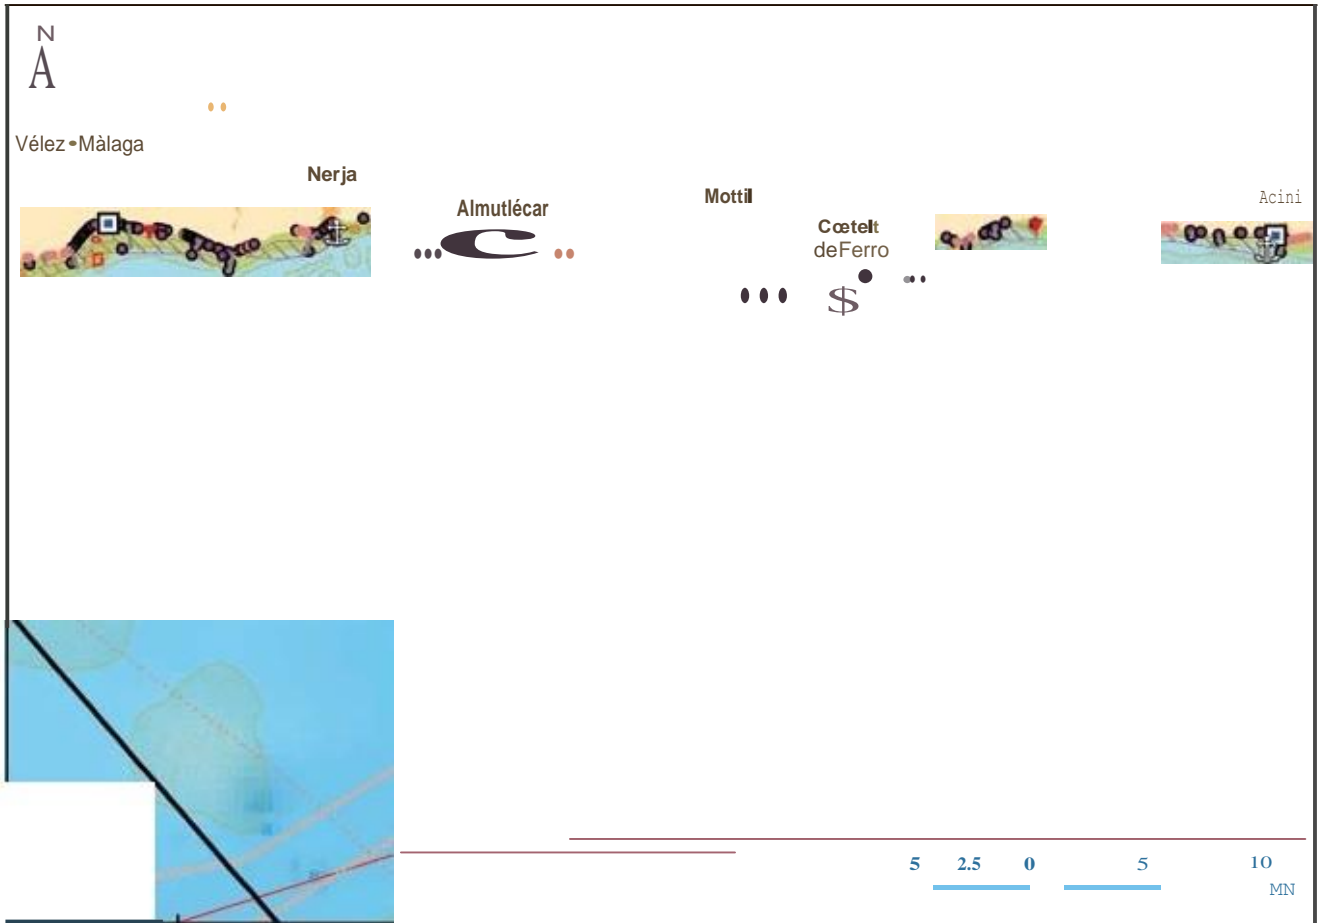 N
A
Vélez•Màlaga
Nerja
Almutlécar
Mottil
Acini
Cœtelt
deFerro
$
5 2.5 0 5 10
MN